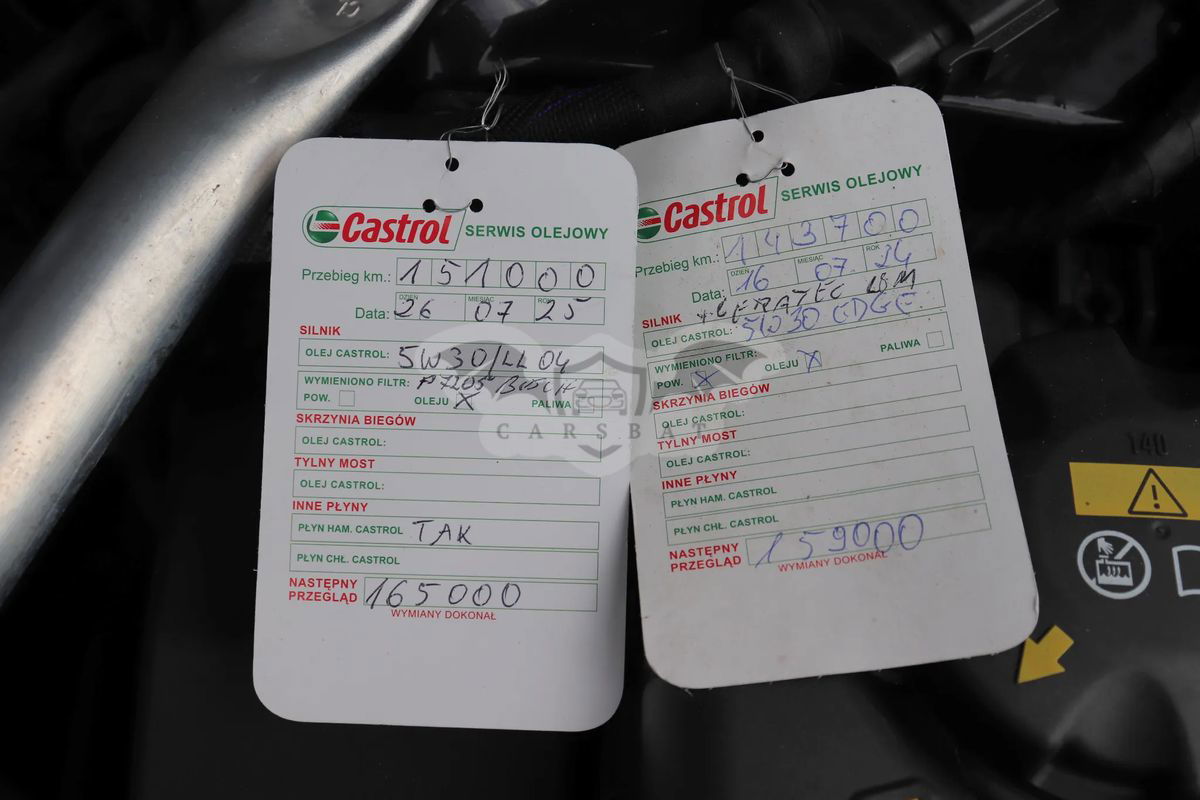 Castrol SERWIS OLEJOWY
Przebieg km.: 151000
DZIEŃ MIESIĄC ROK
Data: 26 07 25
SILNIK
OLEJ CASTROL: 5W30/LL04
WYMIENIONO FILTR: P7205/BOSCH
POW. OLEJU X PALIWA
SKRZYNIA BIEGÓW
OLEJ CASTROL:
TYLNY MOST
OLEJ CASTROL:
INNE PŁYNY
PŁYN HAM. CASTROL TAK
PŁYN CHŁ. CASTROL
NASTĘPNY PRZEGLĄD 165000
WYMIANY DOKONAŁ
Castrol SERWIS OLEJOWY
Przebieg km.: 143700
DZIEŃ MIESIĄC ROK
Data: 16 07 24
SILNIK + CERATEC
OLEJ CASTROL: 5W30 EDGE
WYMIENIONO FILTR:
POW. X OLEJU X PALIWA
SKRZYNIA BIEGÓW
OLEJ CASTROL:
TYLNY MOST
OLEJ CASTROL:
INNE PŁYNY
PŁYN HAM. CASTROL
PŁYN CHŁ. CASTROL
NASTĘPNY PRZEGLĄD 159000
WYMIANY DOKONAŁ
CARSBAT
140